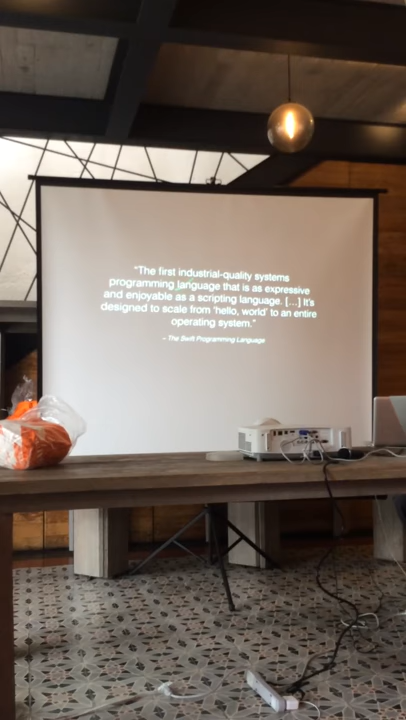 "The first industrial-quality systems
programming language that is as expressive
and enjoyable as a scripting language. [...] It's
designed to scale from 'hello, world' to an entire
operating system."
– The Swift Programming Language